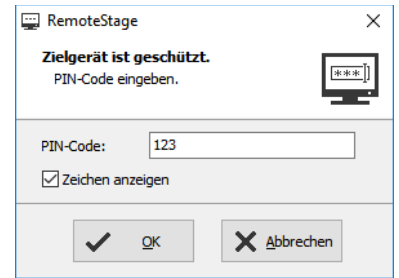 RemoteStage
Zielgerät ist geschützt.
PIN-Code eingeben.
***
PIN-Code: 123
Zeichen anzeigen
OK Abbrechen